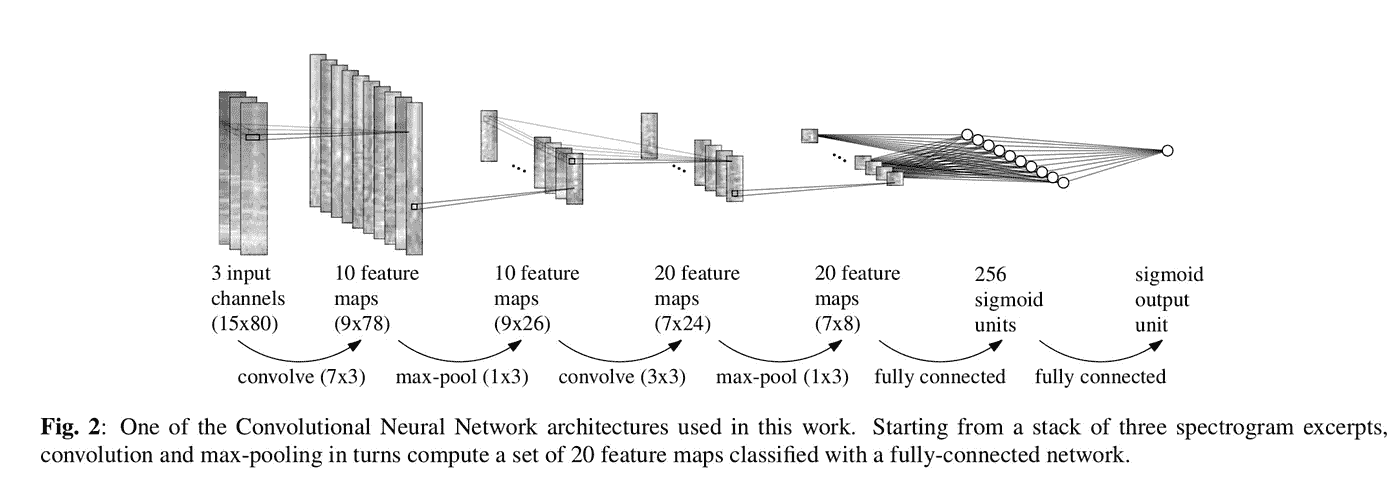 3 input channels (15x80)
10 feature maps (9x78)
10 feature maps (9x26)
20 feature maps (7x24)
20 feature maps (7x8)
256 sigmoid units
sigmoid output unit
convolve (7x3)
max-pool (1x3)
convolve (3x3)
max-pool (1x3)
fully connected
fully connected
Fig. 2: One of the Convolutional Neural Network architectures used in this work. Starting from a stack of three spectrogram excerpts,
convolution and max-pooling in turns compute a set of 20 feature maps classified with a fully-connected network.